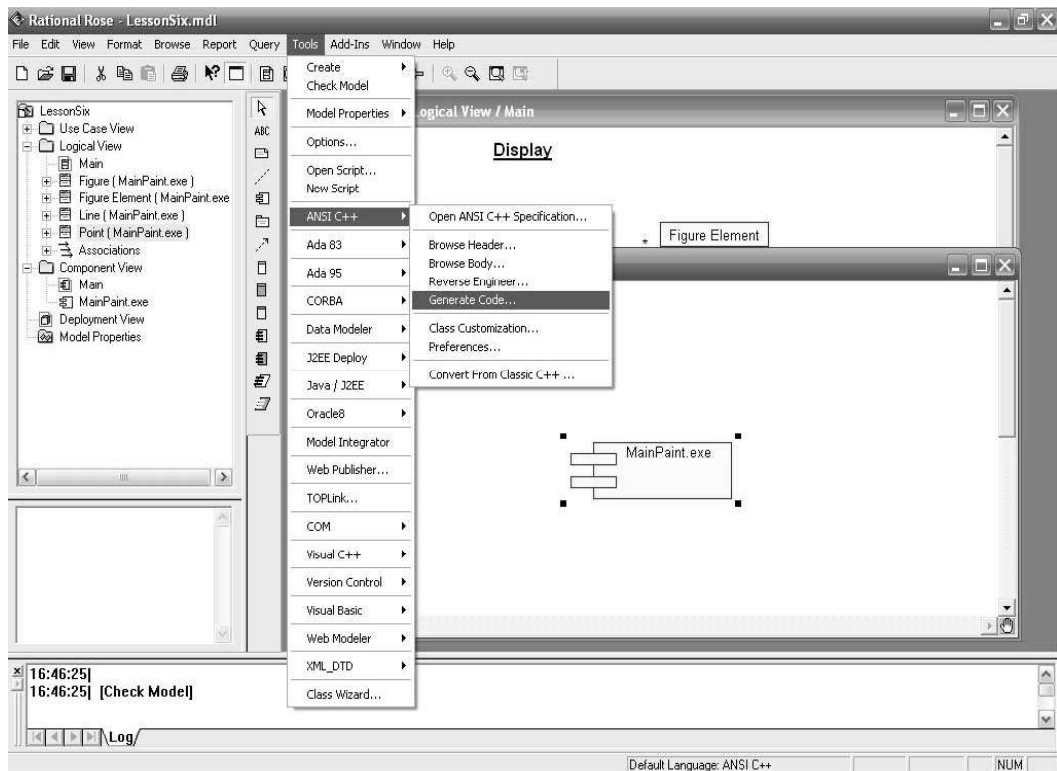 Rational Rose - LessonSix.mdl
File Edit View Format Browse Report Query Tools Add-Ins Window Help
LessonSix
Use Case View
Logical View
Main
Figure ( MainPaint.exe )
Figure Element ( MainPaint.exe
Line ( MainPaint.exe )
Point ( MainPaint.exe )
Associations
Component View
Main
MainPaint.exe
Deployment View
Model Properties
ABC
Create
Check Model
Model Properties
Options...
Open Script...
New Script
ANSI C++
Ada 83
Ada 95
CORBA
Data Modeler
J2EE Deploy
Java / J2EE
Oracle8
Model Integrator
Web Publisher...
TOPLink...
COM
Visual C++
Version Control
Visual Basic
Web Modeler
XML_DTD
Class Wizard...
Open ANSI C++ Specification...
Browse Header...
Browse Body...
Reverse Engineer...
Generate Code...
Class Customization...
Preferences...
Convert From Classic C++ ...
ogical View / Main
Display
* Figure Element
MainPaint.exe
16:46:25|
16:46:25| [Check Model]
Log
Default Language: ANSI C++ NUM